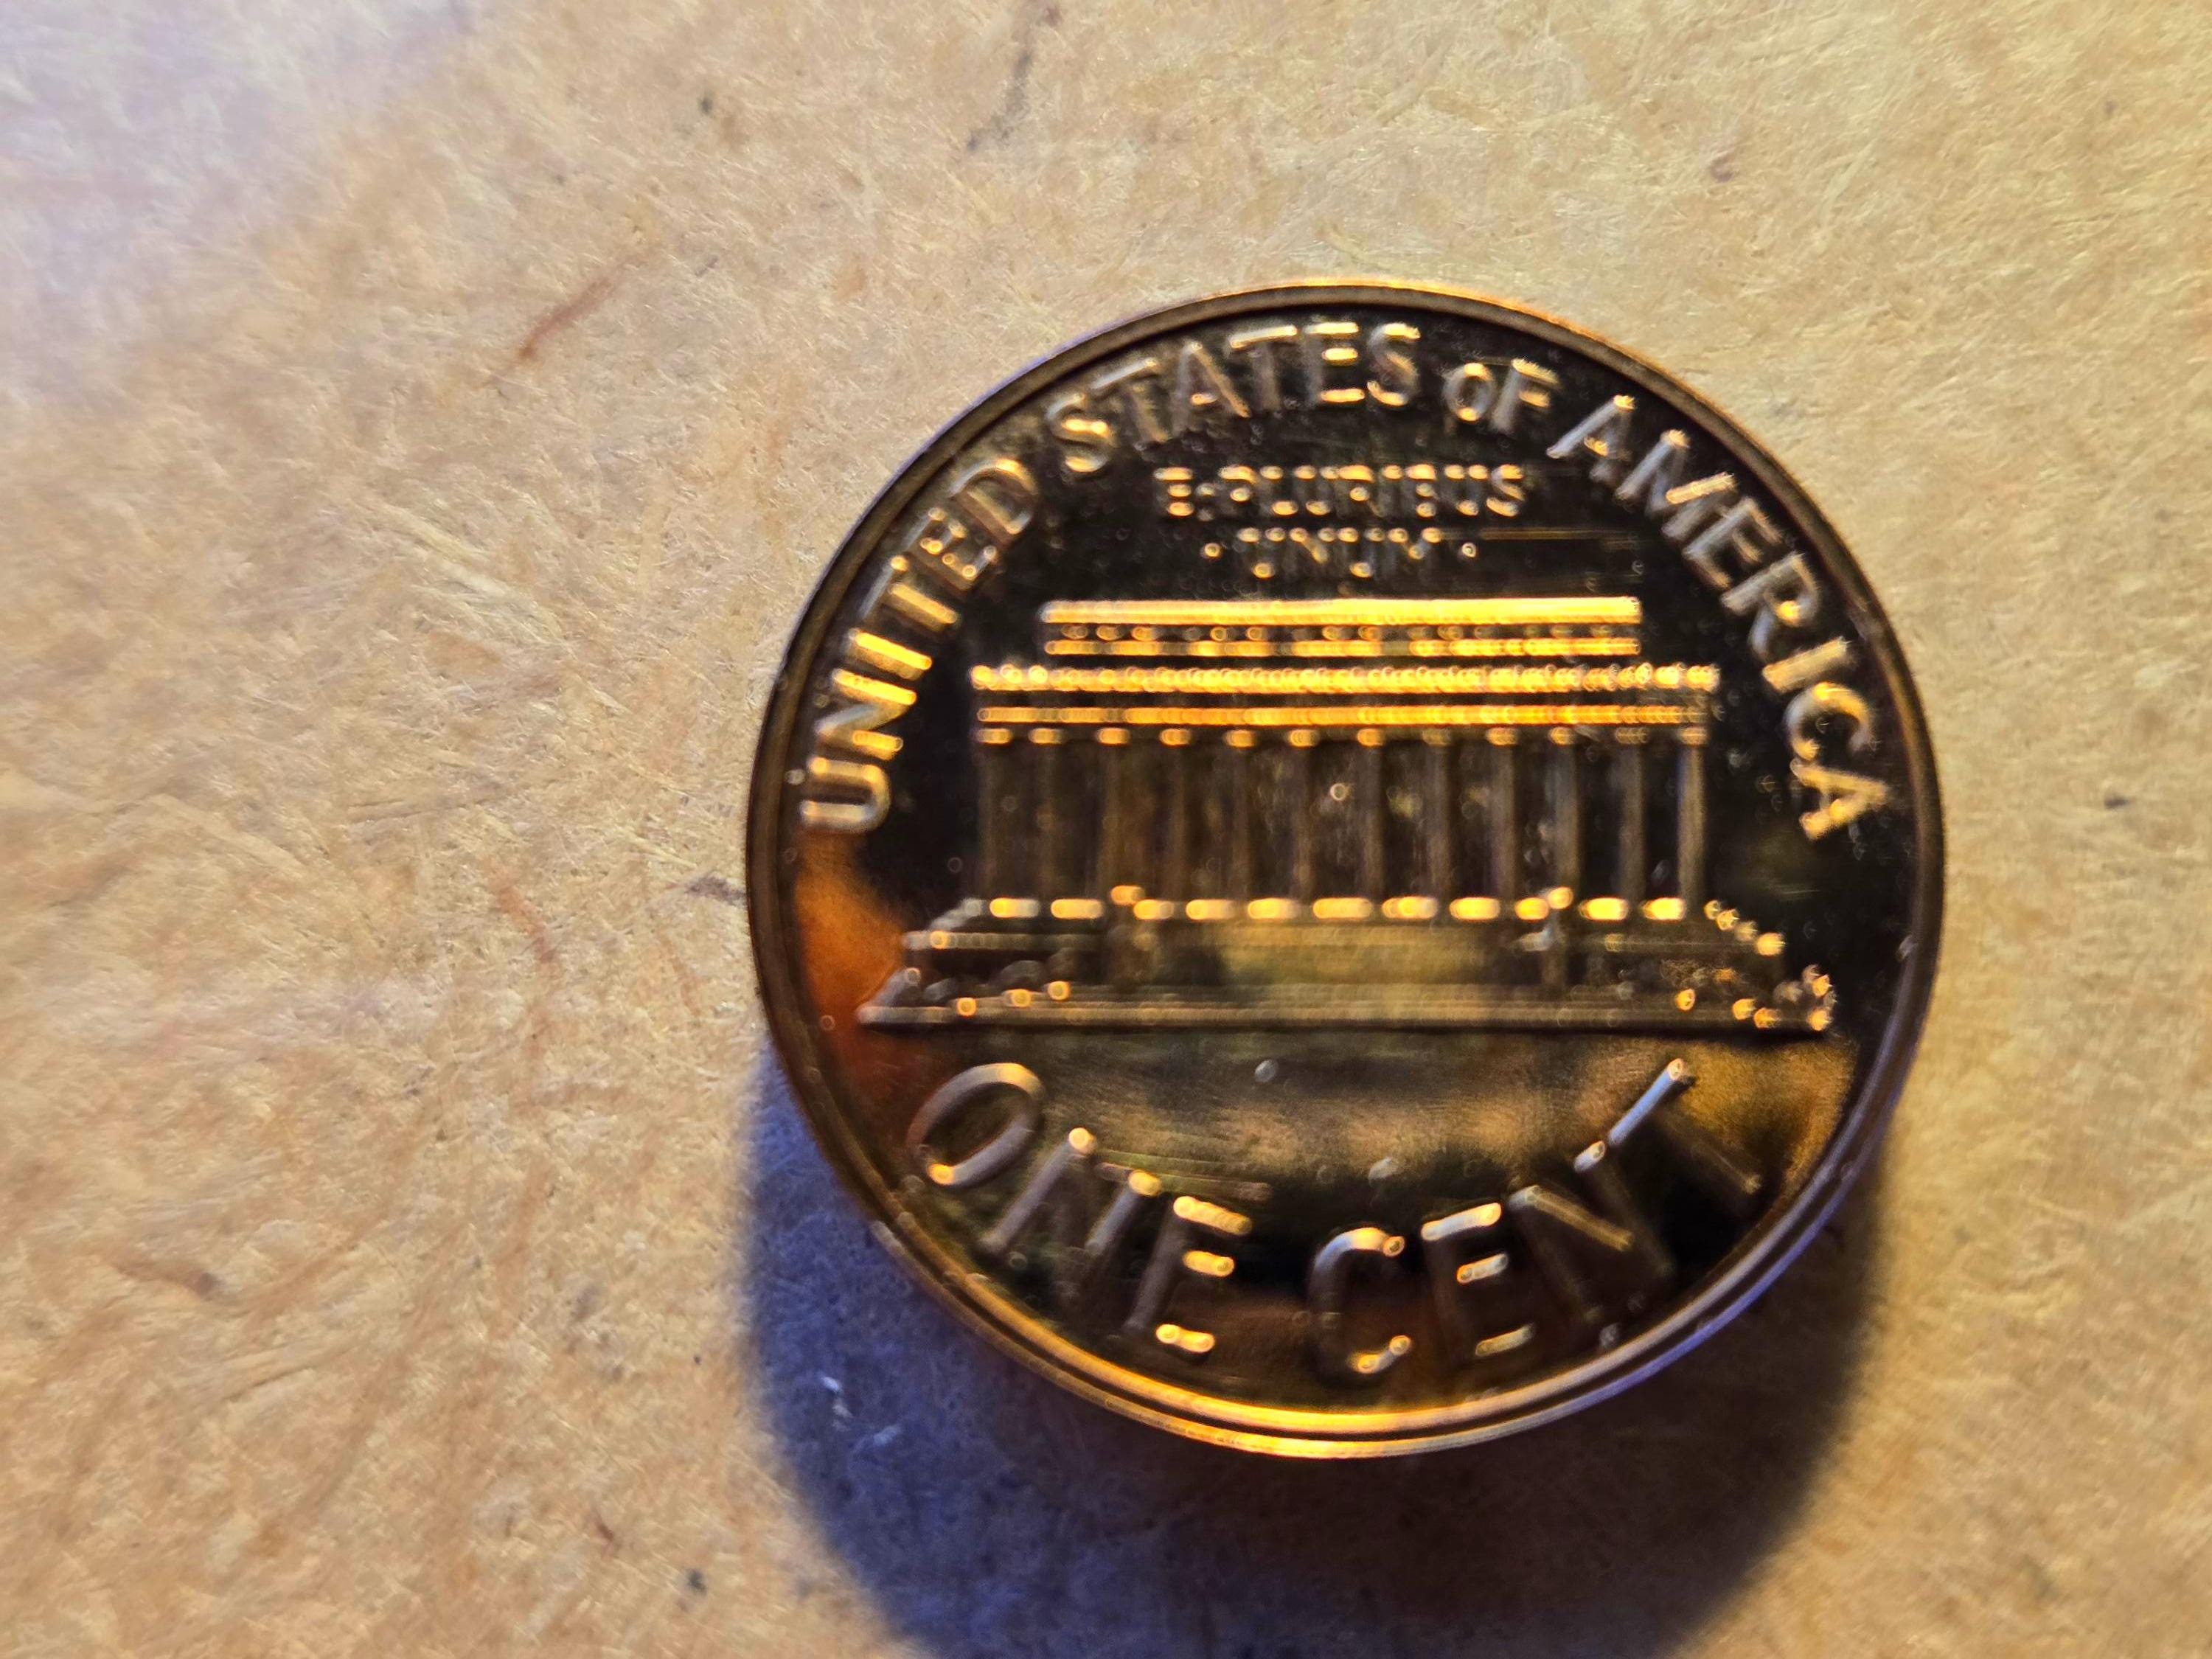 UNITED STATES OF AMERICA
E·PLURIBUS
·UNUM·
ONE CENT